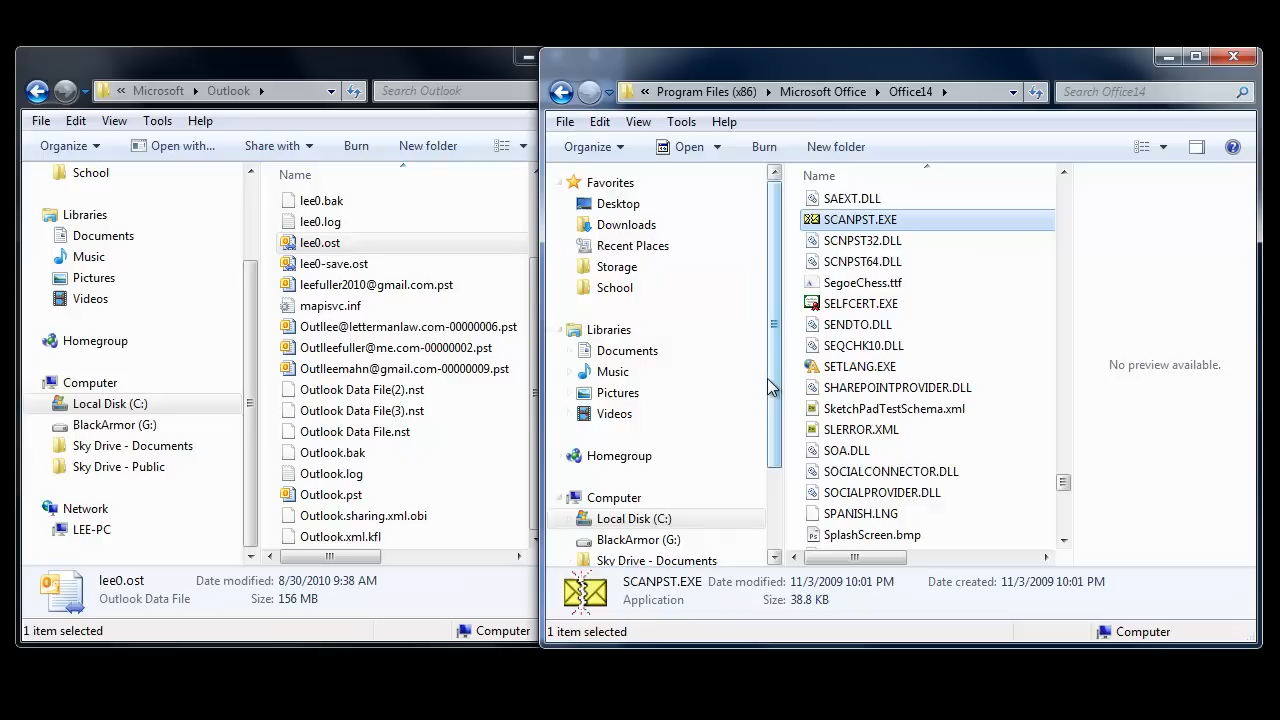 Microsoft Outlook
Search Outlook
File Edit View Tools Help
Organize Open with... Share with Burn New folder
School
Libraries
Documents
Music
Pictures
Videos
Homegroup
Computer
Local Disk (C:)
BlackArmor (G:)
Sky Drive - Documents
Sky Drive - Public
Network
LEE-PC
Name
lee0.bak
lee0.log
lee0.ost
lee0-save.ost
leefuller2010@gmail.com.pst
mapisvc.inf
Outllee@lettermanlaw.com-00000006.pst
Outlleefuller@me.com-00000002.pst
Outlleemahn@gmail.com-00000009.pst
Outlook Data File(2).nst
Outlook Data File(3).nst
Outlook Data File.nst
Outlook.bak
Outlook.log
Outlook.pst
Outlook.sharing.xml.obi
Outlook.xml.kfl
lee0.ost Date modified: 8/30/2010 9:38 AM
Outlook Data File Size: 156 MB
1 item selected Computer
Program Files (x86) Microsoft Office Office14
Search Office14
File Edit View Tools Help
Organize Open Burn New folder
Favorites
Desktop
Downloads
Recent Places
Storage
School
Libraries
Documents
Music
Pictures
Videos
Homegroup
Computer
Local Disk (C:)
BlackArmor (G:)
Sky Drive - Documents
Name
SAEXT.DLL
SCANPST.EXE
SCNPST32.DLL
SCNPST64.DLL
SegoeChess.ttf
SELFCERT.EXE
SENDTO.DLL
SEQCHK10.DLL
SETLANG.EXE
SHAREPOINTPROVIDER.DLL
SketchPadTestSchema.xml
SLERROR.XML
SOA.DLL
SOCIALCONNECTOR.DLL
SOCIALPROVIDER.DLL
SPANISH.LNG
SplashScreen.bmp
No preview available.
SCANPST.EXE Date modified: 11/3/2009 10:01 PM Date created: 11/3/2009 10:01 PM
Application Size: 38.8 KB
1 item selected Computer